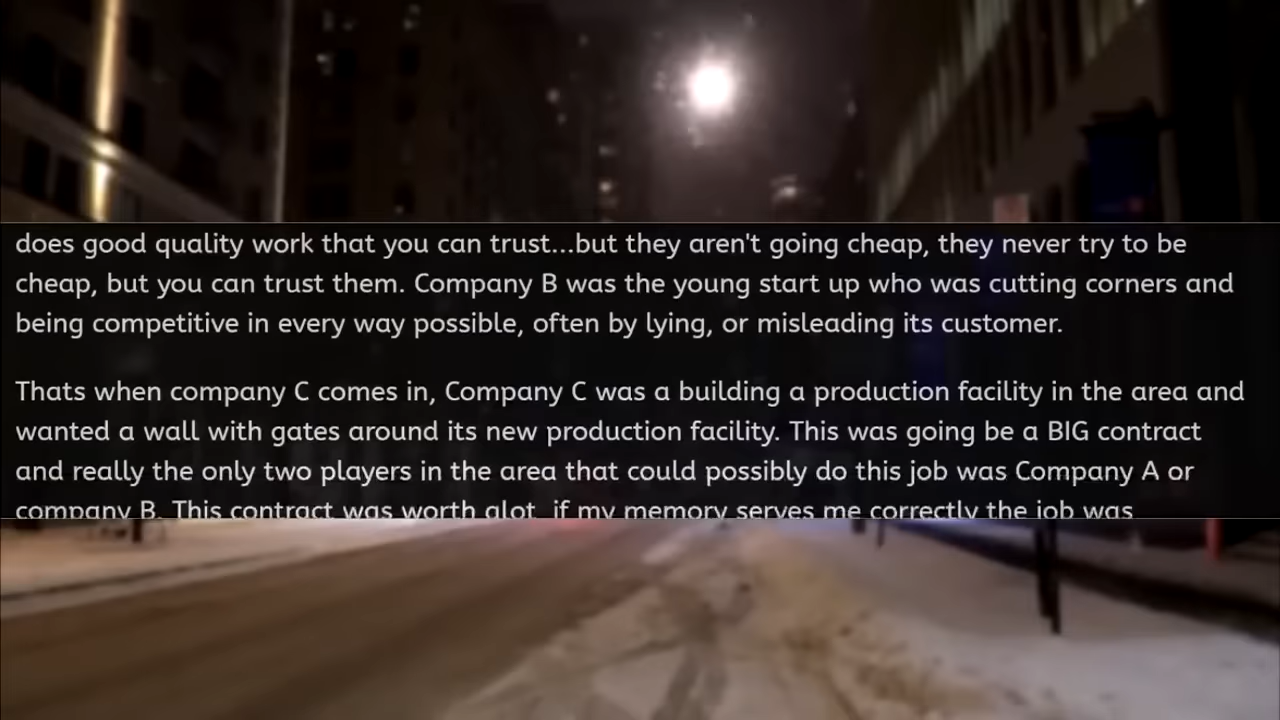 does good quality work that you can trust...but they aren't going cheap, they never try to be
cheap, but you can trust them. Company B was the young start up who was cutting corners and
being competitive in every way possible, often by lying, or misleading its customer.
Thats when company C comes in, Company C was a building a production facility in the area and
wanted a wall with gates around its new production facility. This was going be a BIG contract
and really the only two players in the area that could possibly do this job was Company A or
company B. This contract was worth alot, if my memory serves me correctly the job was